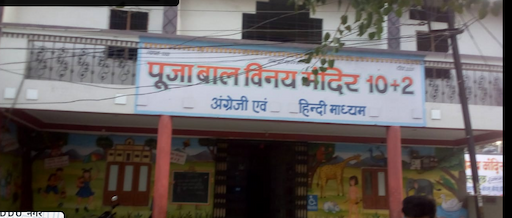 पूजा बाल विनय मंदिर 10+2
अंग्रेजी एवं हिन्दी माध्यम